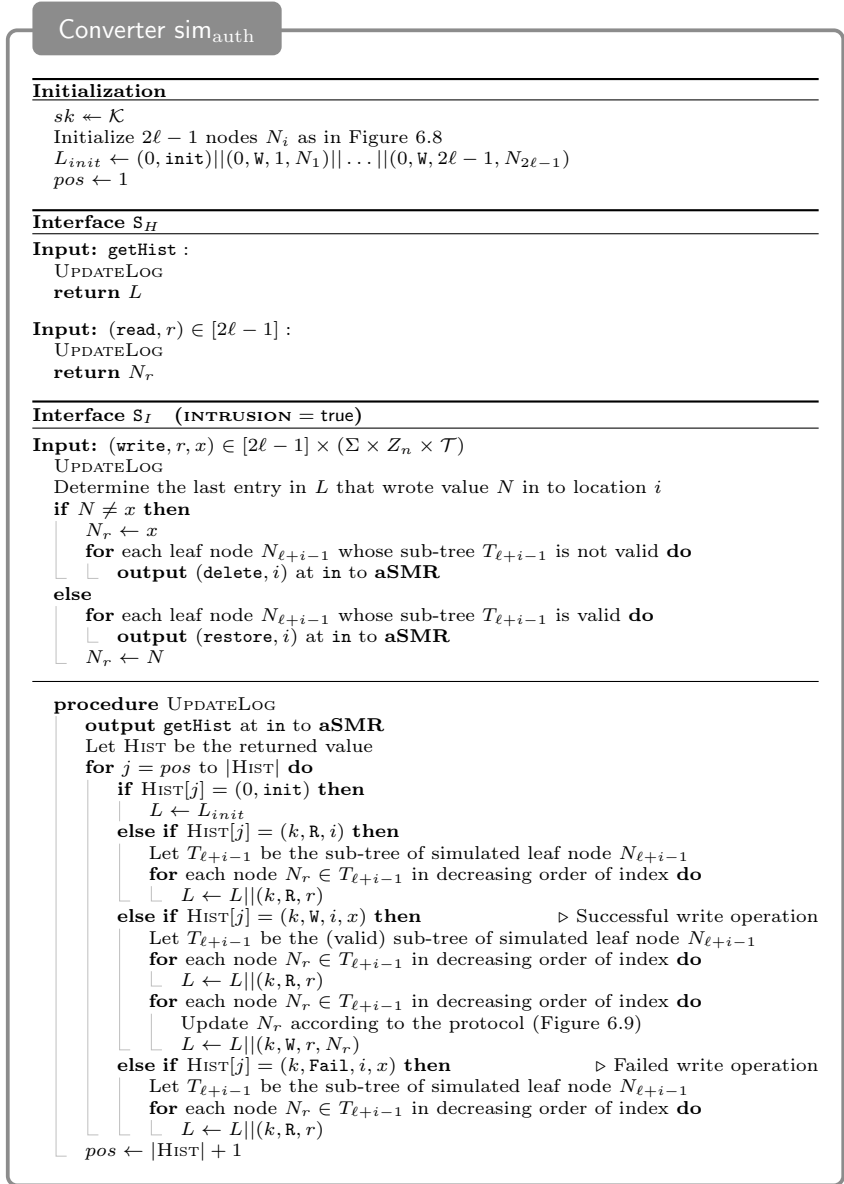 Converter sim_auth
Initialization
sk ↞ 𝒦
Initialize 2ℓ − 1 nodes N_i as in Figure 6.8
L_init ← (0, init)||(0, W, 1, N_1)|| . . . ||(0, W, 2ℓ − 1, N_{2ℓ−1})
pos ← 1
Interface S_H
Input: getHist :
UPDATELOG
return L
Input: (read, r) ∈ [2ℓ − 1] :
UPDATELOG
return N_r
Interface S_I (INTRUSION = true)
Input: (write, r, x) ∈ [2ℓ − 1] × (Σ × Z_n × 𝒯)
UPDATELOG
Determine the last entry in L that wrote value N in to location i
if N ≠ x then
N_r ← x
for each leaf node N_{ℓ+i−1} whose sub-tree T_{ℓ+i−1} is not valid do
output (delete, i) at in to aSMR
else
for each leaf node N_{ℓ+i−1} whose sub-tree T_{ℓ+i−1} is valid do
output (restore, i) at in to aSMR
N_r ← N
procedure UPDATELOG
output getHist at in to aSMR
Let HIST be the returned value
for j = pos to |HIST| do
if HIST[j] = (0, init) then
L ← L_init
else if HIST[j] = (k, R, i) then
Let T_{ℓ+i−1} be the sub-tree of simulated leaf node N_{ℓ+i−1}
for each node N_r ∈ T_{ℓ+i−1} in decreasing order of index do
L ← L||(k, R, r)
else if HIST[j] = (k, W, i, x) then ▷ Successful write operation
Let T_{ℓ+i−1} be the (valid) sub-tree of simulated leaf node N_{ℓ+i−1}
for each node N_r ∈ T_{ℓ+i−1} in decreasing order of index do
L ← L||(k, R, r)
for each node N_r ∈ T_{ℓ+i−1} in decreasing order of index do
Update N_r according to the protocol (Figure 6.9)
L ← L||(k, W, r, N_r)
else if HIST[j] = (k, Fail, i, x) then ▷ Failed write operation
Let T_{ℓ+i−1} be the sub-tree of simulated leaf node N_{ℓ+i−1}
for each node N_r ∈ T_{ℓ+i−1} in decreasing order of index do
L ← L||(k, R, r)
pos ← |HIST| + 1